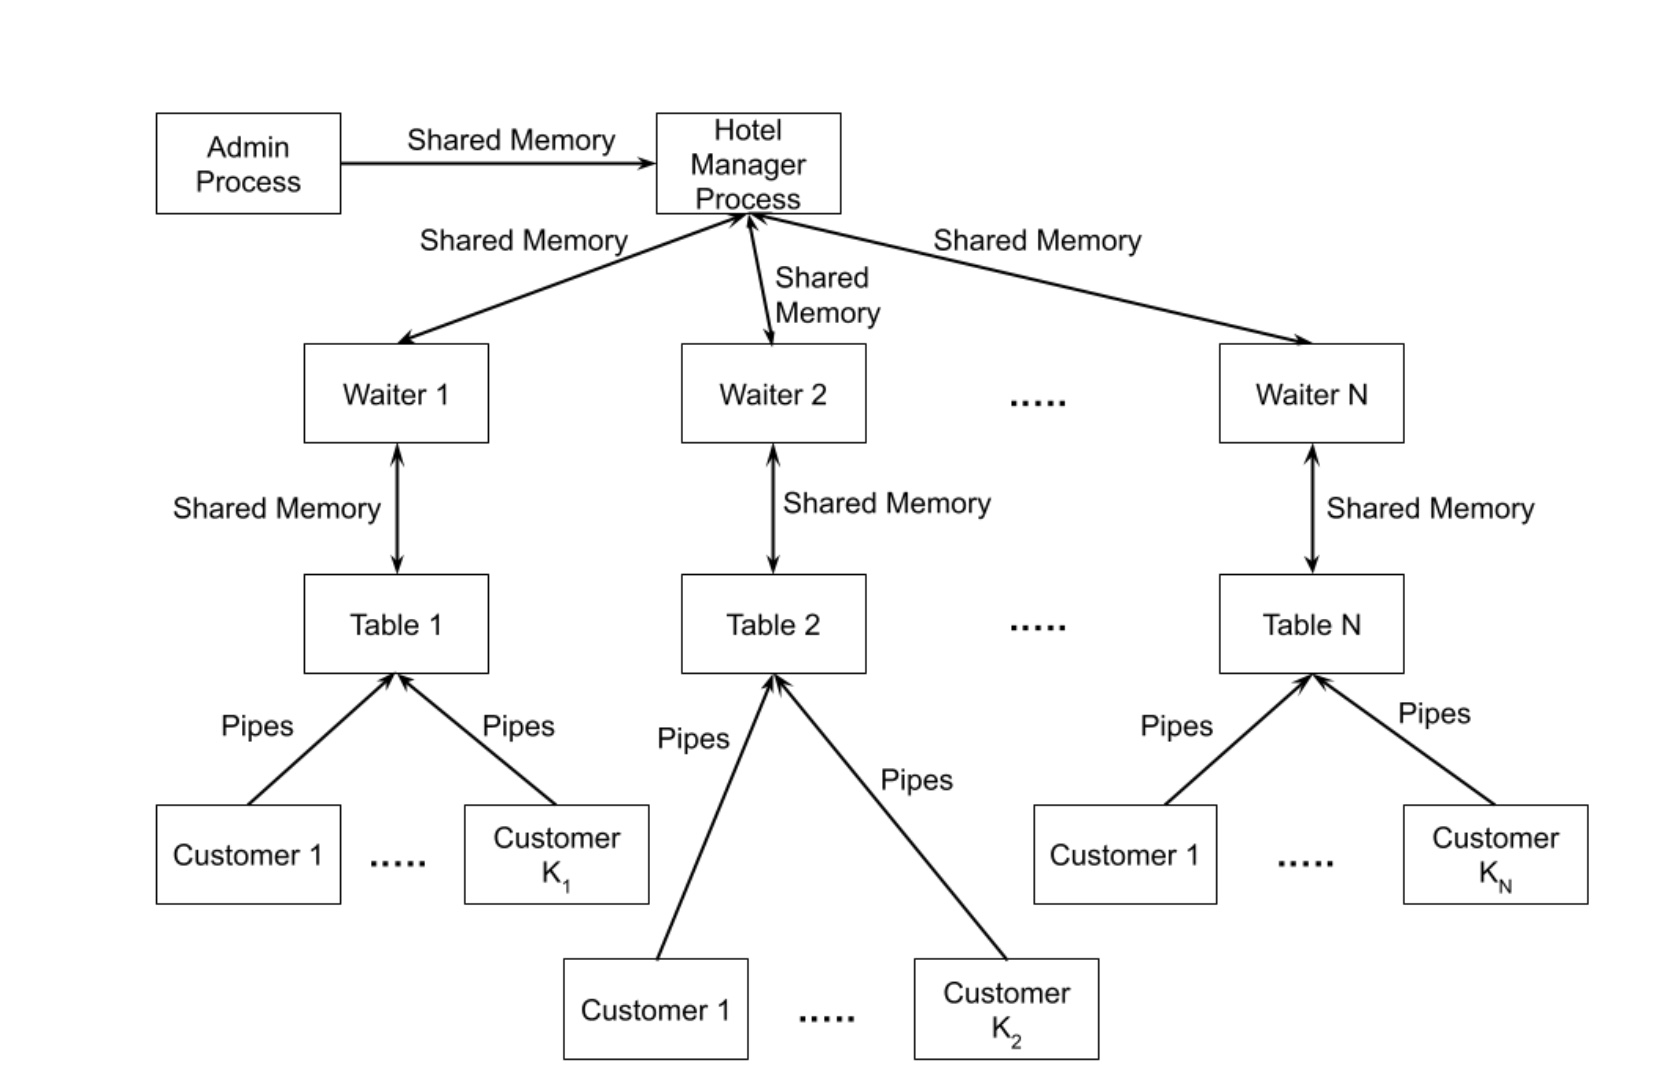 Admin
Process
Shared Memory
Hotel
Manager
Process
Shared Memory
Shared
Memory
Shared Memory
Waiter 1
Waiter 2
.....
Waiter N
Shared Memory
Shared Memory
Shared Memory
Table 1
Table 2
.....
Table N
Pipes
Pipes
Pipes
Pipes
Pipes
Pipes
Customer 1
.....
Customer
K₁
Customer 1
.....
Customer
K_N
Customer 1
.....
Customer
K₂